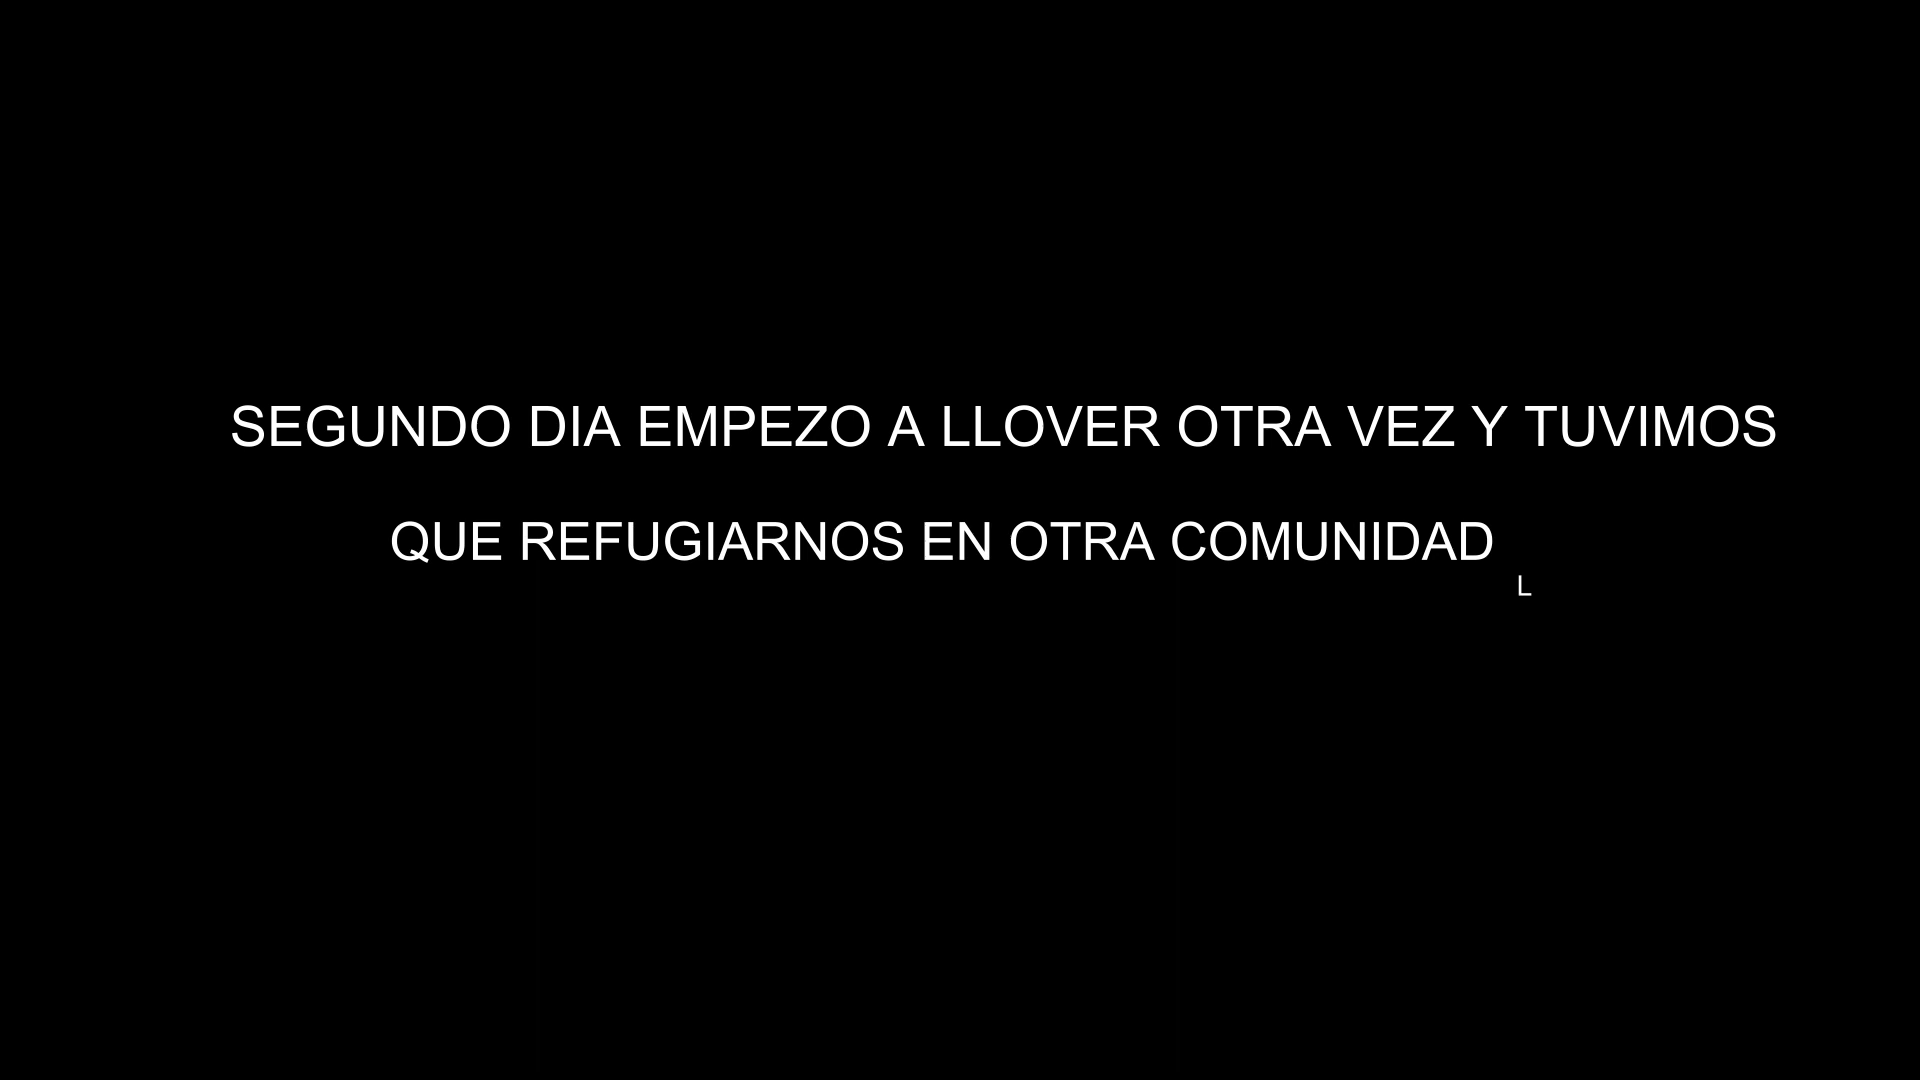 SEGUNDO DIA EMPEZO A LLOVER OTRA VEZ Y TUVIMOS
QUE REFUGIARNOS EN OTRA COMUNIDAD
L